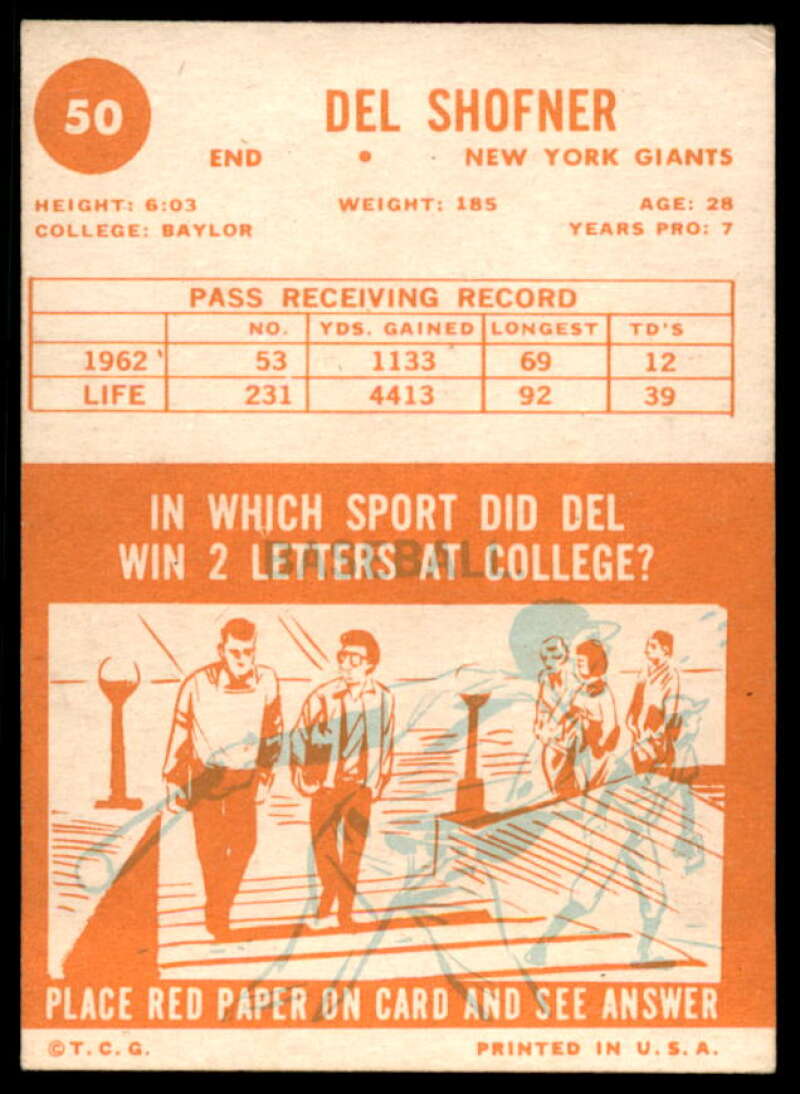 50
DEL SHOFNER
END • NEW YORK GIANTS
HEIGHT: 6:03 WEIGHT: 185 AGE: 28
COLLEGE: BAYLOR YEARS PRO: 7
PASS RECEIVING RECORD
NO. YDS. GAINED LONGEST TD'S
1962 53 1133 69 12
LIFE 231 4413 92 39
IN WHICH SPORT DID DEL
BASEBALL
WIN 2 LETTERS AT COLLEGE?
PLACE RED PAPER ON CARD AND SEE ANSWER
© T.C.G. PRINTED IN U.S.A.